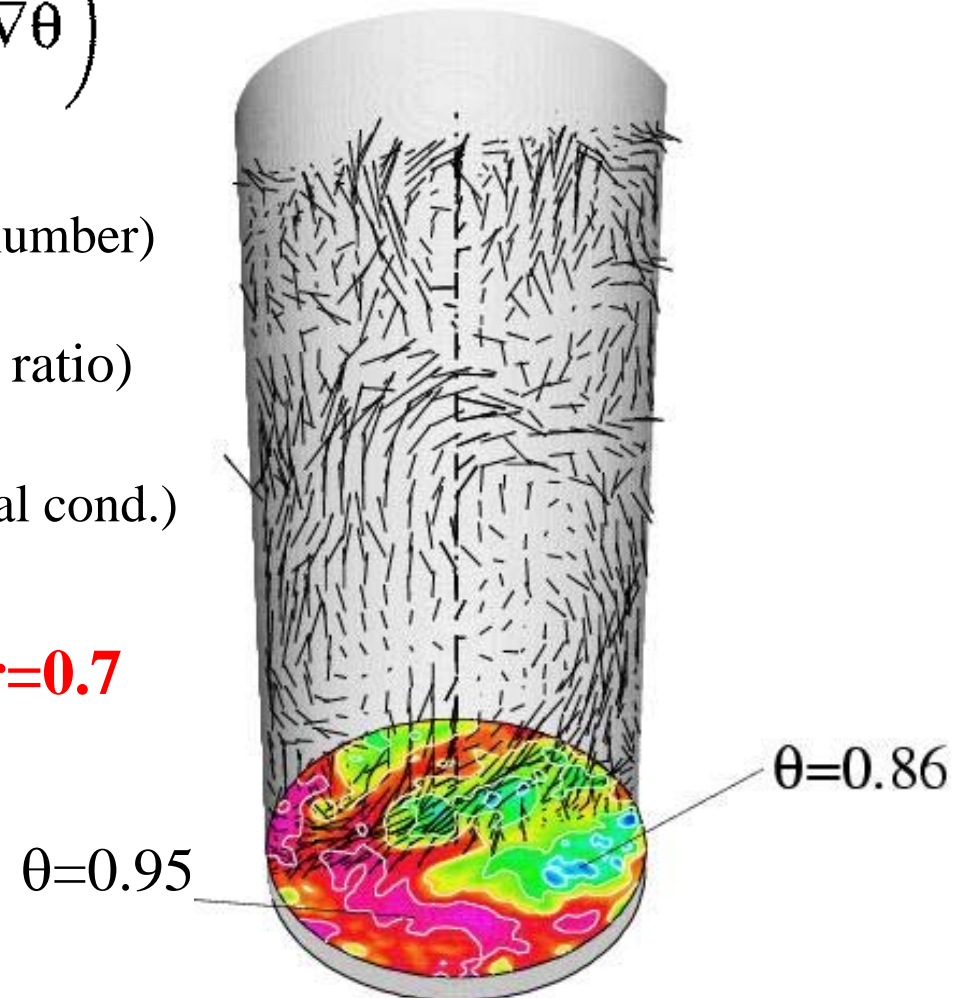 ∇θ )
umber)
ratio)
al cond.)
r=0.7
θ=0.86
θ=0.95